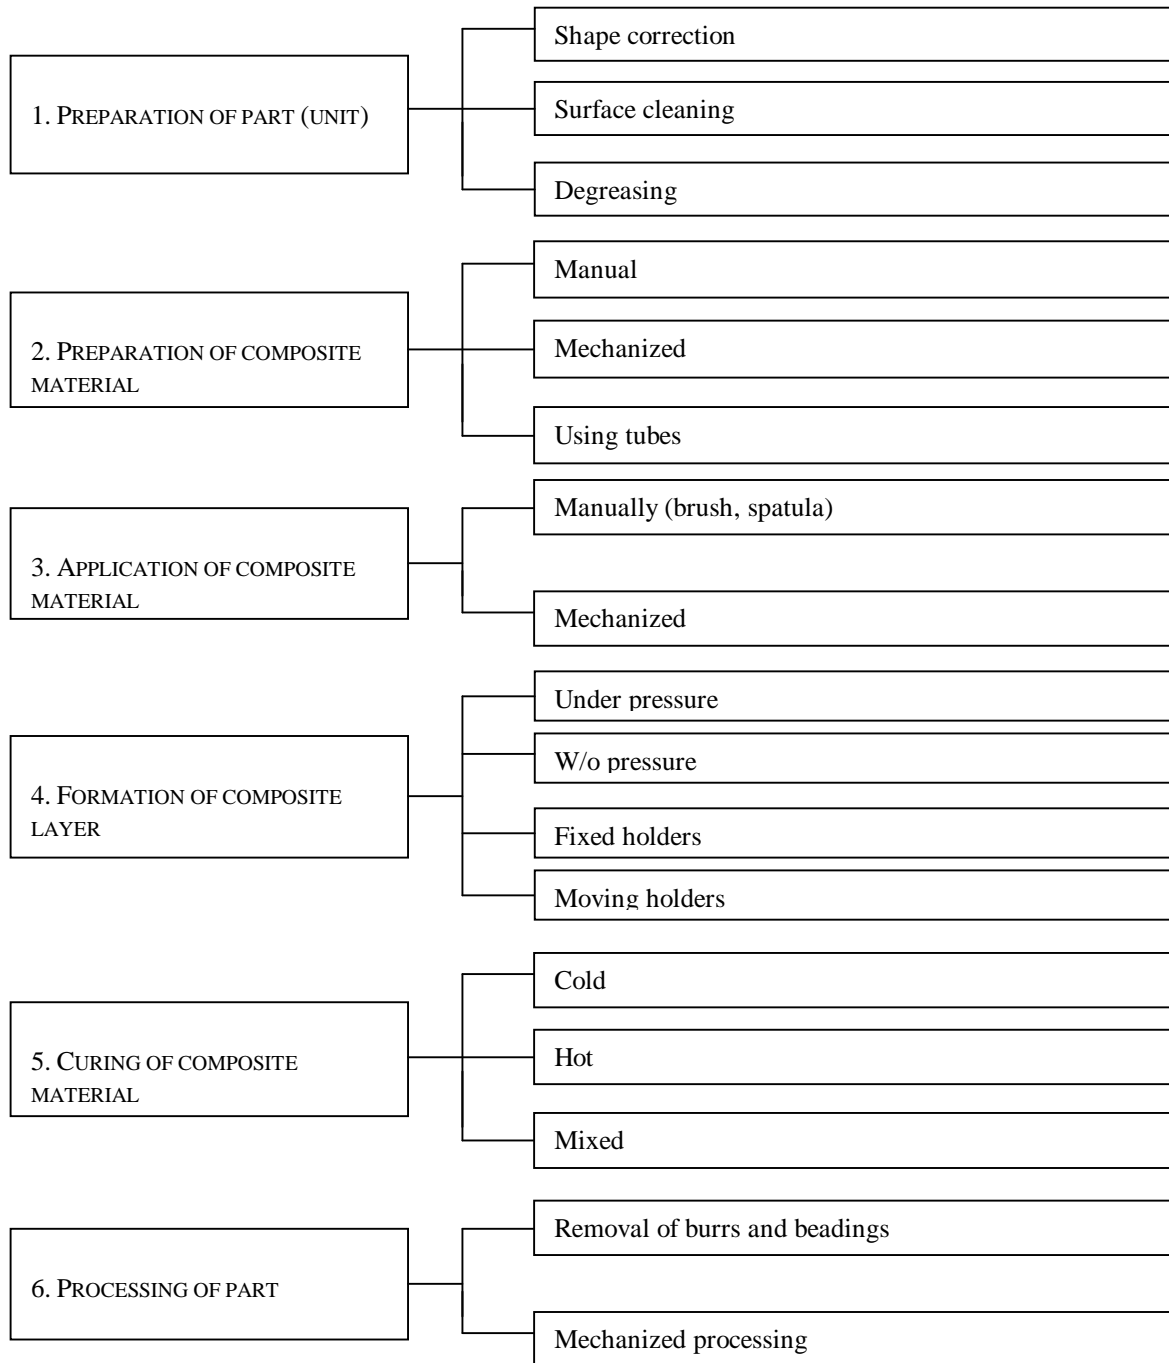 Shape correction
1. PREPARATION OF PART (UNIT)
Surface cleaning
Degreasing
Manual
2. PREPARATION OF COMPOSITE
MATERIAL
Mechanized
Using tubes
Manually (brush, spatula)
3. APPLICATION OF COMPOSITE
MATERIAL
Mechanized
Under pressure
W/o pressure
4. FORMATION OF COMPOSITE
LAYER
Fixed holders
Moving holders
Cold
5. CURING OF COMPOSITE
MATERIAL
Hot
Mixed
Removal of burrs and beadings
6. PROCESSING OF PART
Mechanized processing